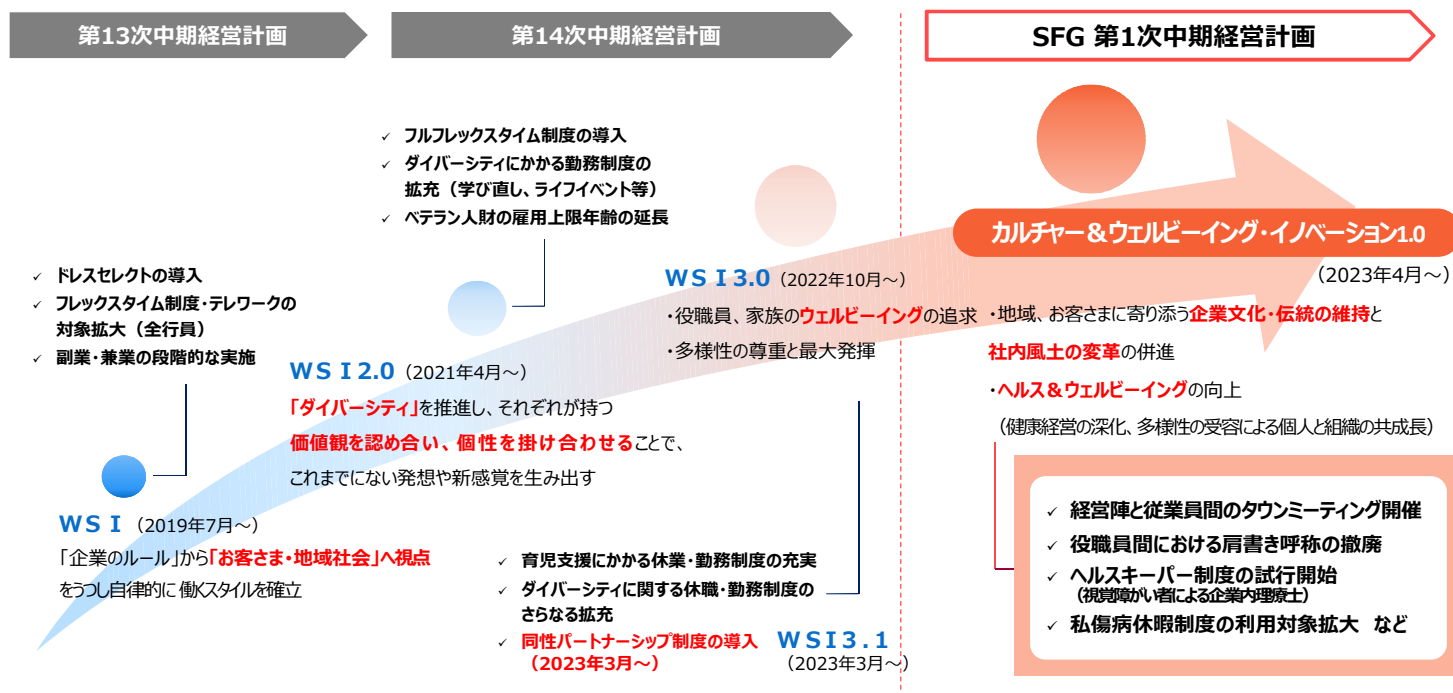 第13次中期経営計画
第14次中期経営計画
SFG 第1次中期経営計画
✓ ドレスセレクトの導入
✓ フレックスタイム制度・テレワークの
対象拡大（全行員）
✓ 副業・兼業の段階的な実施
WSI（2019年7月～）
「企業のルール」から「お客さま・地域社会」へ視点
をうつし自律的に働くスタイルを確立
✓ フルフレックスタイム制度の導入
✓ ダイバーシティにかかる勤務制度の
拡充（学び直し、ライフイベント等）
✓ ベテラン人財の雇用上限年齢の延長
WSI2.0（2021年4月～）
「ダイバーシティ」を推進し、それぞれが持つ
価値観を認め合い、個性を掛け合わせることで、
これまでにない発想や新感覚を生み出す
WSI3.0（2022年10月～）
・役職員、家族のウェルビーイングの追求
・多様性の尊重と最大発揮
✓ 育児支援にかかる休業・勤務制度の充実
✓ ダイバーシティに関する休職・勤務制度の
さらなる拡充
✓ 同性パートナーシップ制度の導入
（2023年3月～）
WSI3.1
（2023年3月～）
カルチャー＆ウェルビーイング・イノベーション1.0
（2023年4月～）
・地域、お客さまに寄り添う企業文化・伝統の維持と
社内風土の変革の併進
・ヘルス＆ウェルビーイングの向上
（健康経営の深化、多様性の受容による個人と組織の共成長）
✓ 経営陣と従業員間のタウンミーティング開催
✓ 役職員間における肩書き呼称の撤廃
✓ ヘルスキーパー制度の試行開始
（視覚障がい者による企業内理療士）
✓ 私傷病休暇制度の利用対象拡大 など